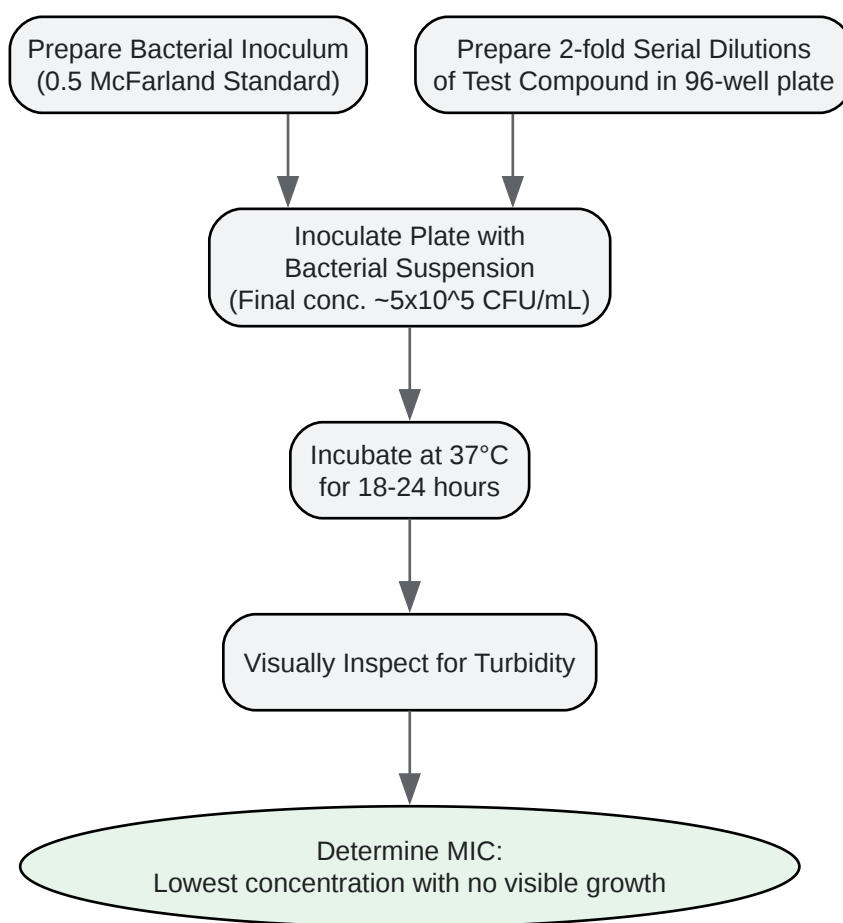 Prepare Bacterial Inoculum
(0.5 McFarland Standard)
Prepare 2-fold Serial Dilutions
of Test Compound in 96-well plate
Inoculate Plate with
Bacterial Suspension
(Final conc. ~5x10^5 CFU/mL)
Incubate at 37°C
for 18-24 hours
Visually Inspect for Turbidity
Determine MIC:
Lowest concentration with no visible growth